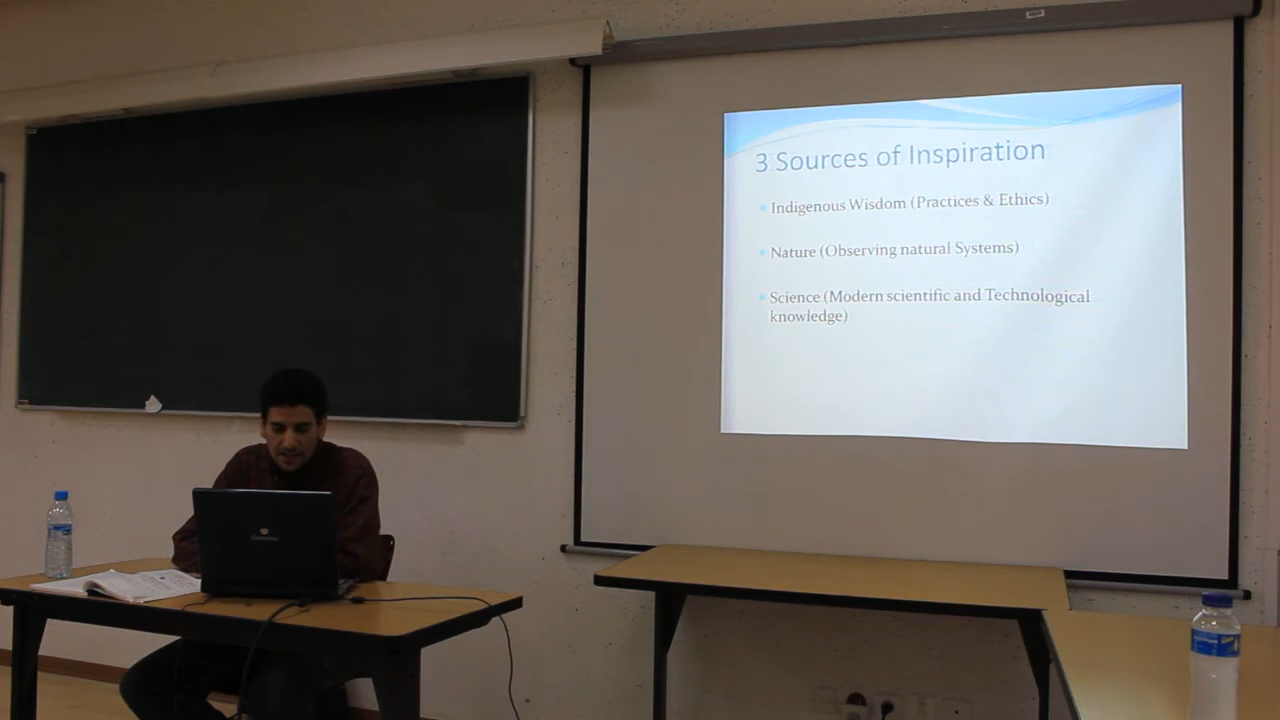 3 Sources of Inspiration
Indigenous Wisdom (Practices & Ethics)
Nature (Observing natural Systems)
Science (Modern scientific and Technological
knowledge)